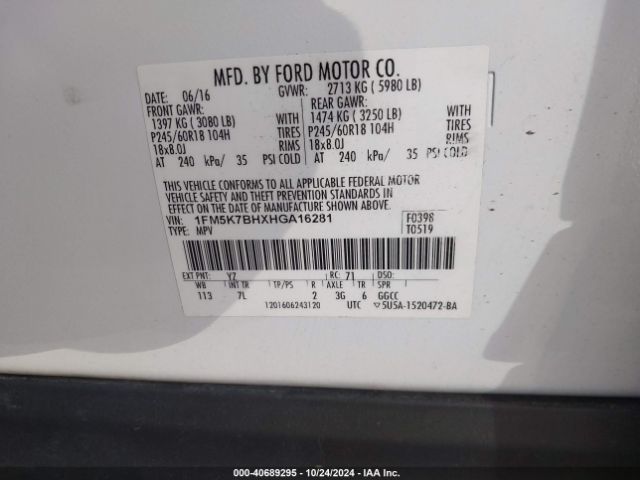 MFD. BY FORD MOTOR CO.
DATE: 06/16 GVWR: 2713 KG ( 5980 LB)
FRONT GAWR: REAR GAWR:
1397 KG ( 3080 LB) WITH 1474 KG ( 3250 LB) WITH
P245/60R18 104H TIRES P245/60R18 104H TIRES
18x8.0J RIMS 18x8.0J RIMS
AT 240 kPa/ 35 PSI COLD AT 240 kPa/ 35 PSI COLD
THIS VEHICLE CONFORMS TO ALL APPLICABLE FEDERAL MOTOR
VEHICLE SAFETY AND THEFT PREVENTION STANDARDS IN
EFFECT ON THE DATE OF MANUFACTURE SHOWN ABOVE.
VIN: 1FM5K7BHXHGA16281 F0398
TYPE: MPV T0519
EXT PNT: YZ RC: 71 DSO:
WB INT TR TP/PS R AXLE TR SPR
113 7L 2 3G 6 GGCC
1201606243120 UTC 5U5A-1520472-BA
000-40689295 • 10/24/2024 • IAA Inc.